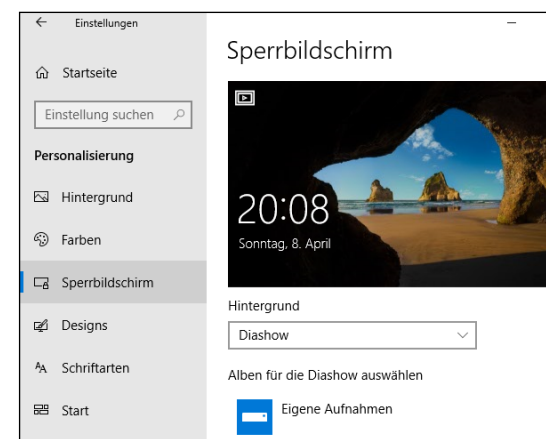 Einstellungen
Startseite
Einstellung suchen
Personalisierung
Hintergrund
Farben
Sperrbildschirm
Designs
Schriftarten
Start
Sperrbildschirm
20:08
Sonntag, 8. April
Hintergrund
Diashow
Alben für die Diashow auswählen
Eigene Aufnahmen